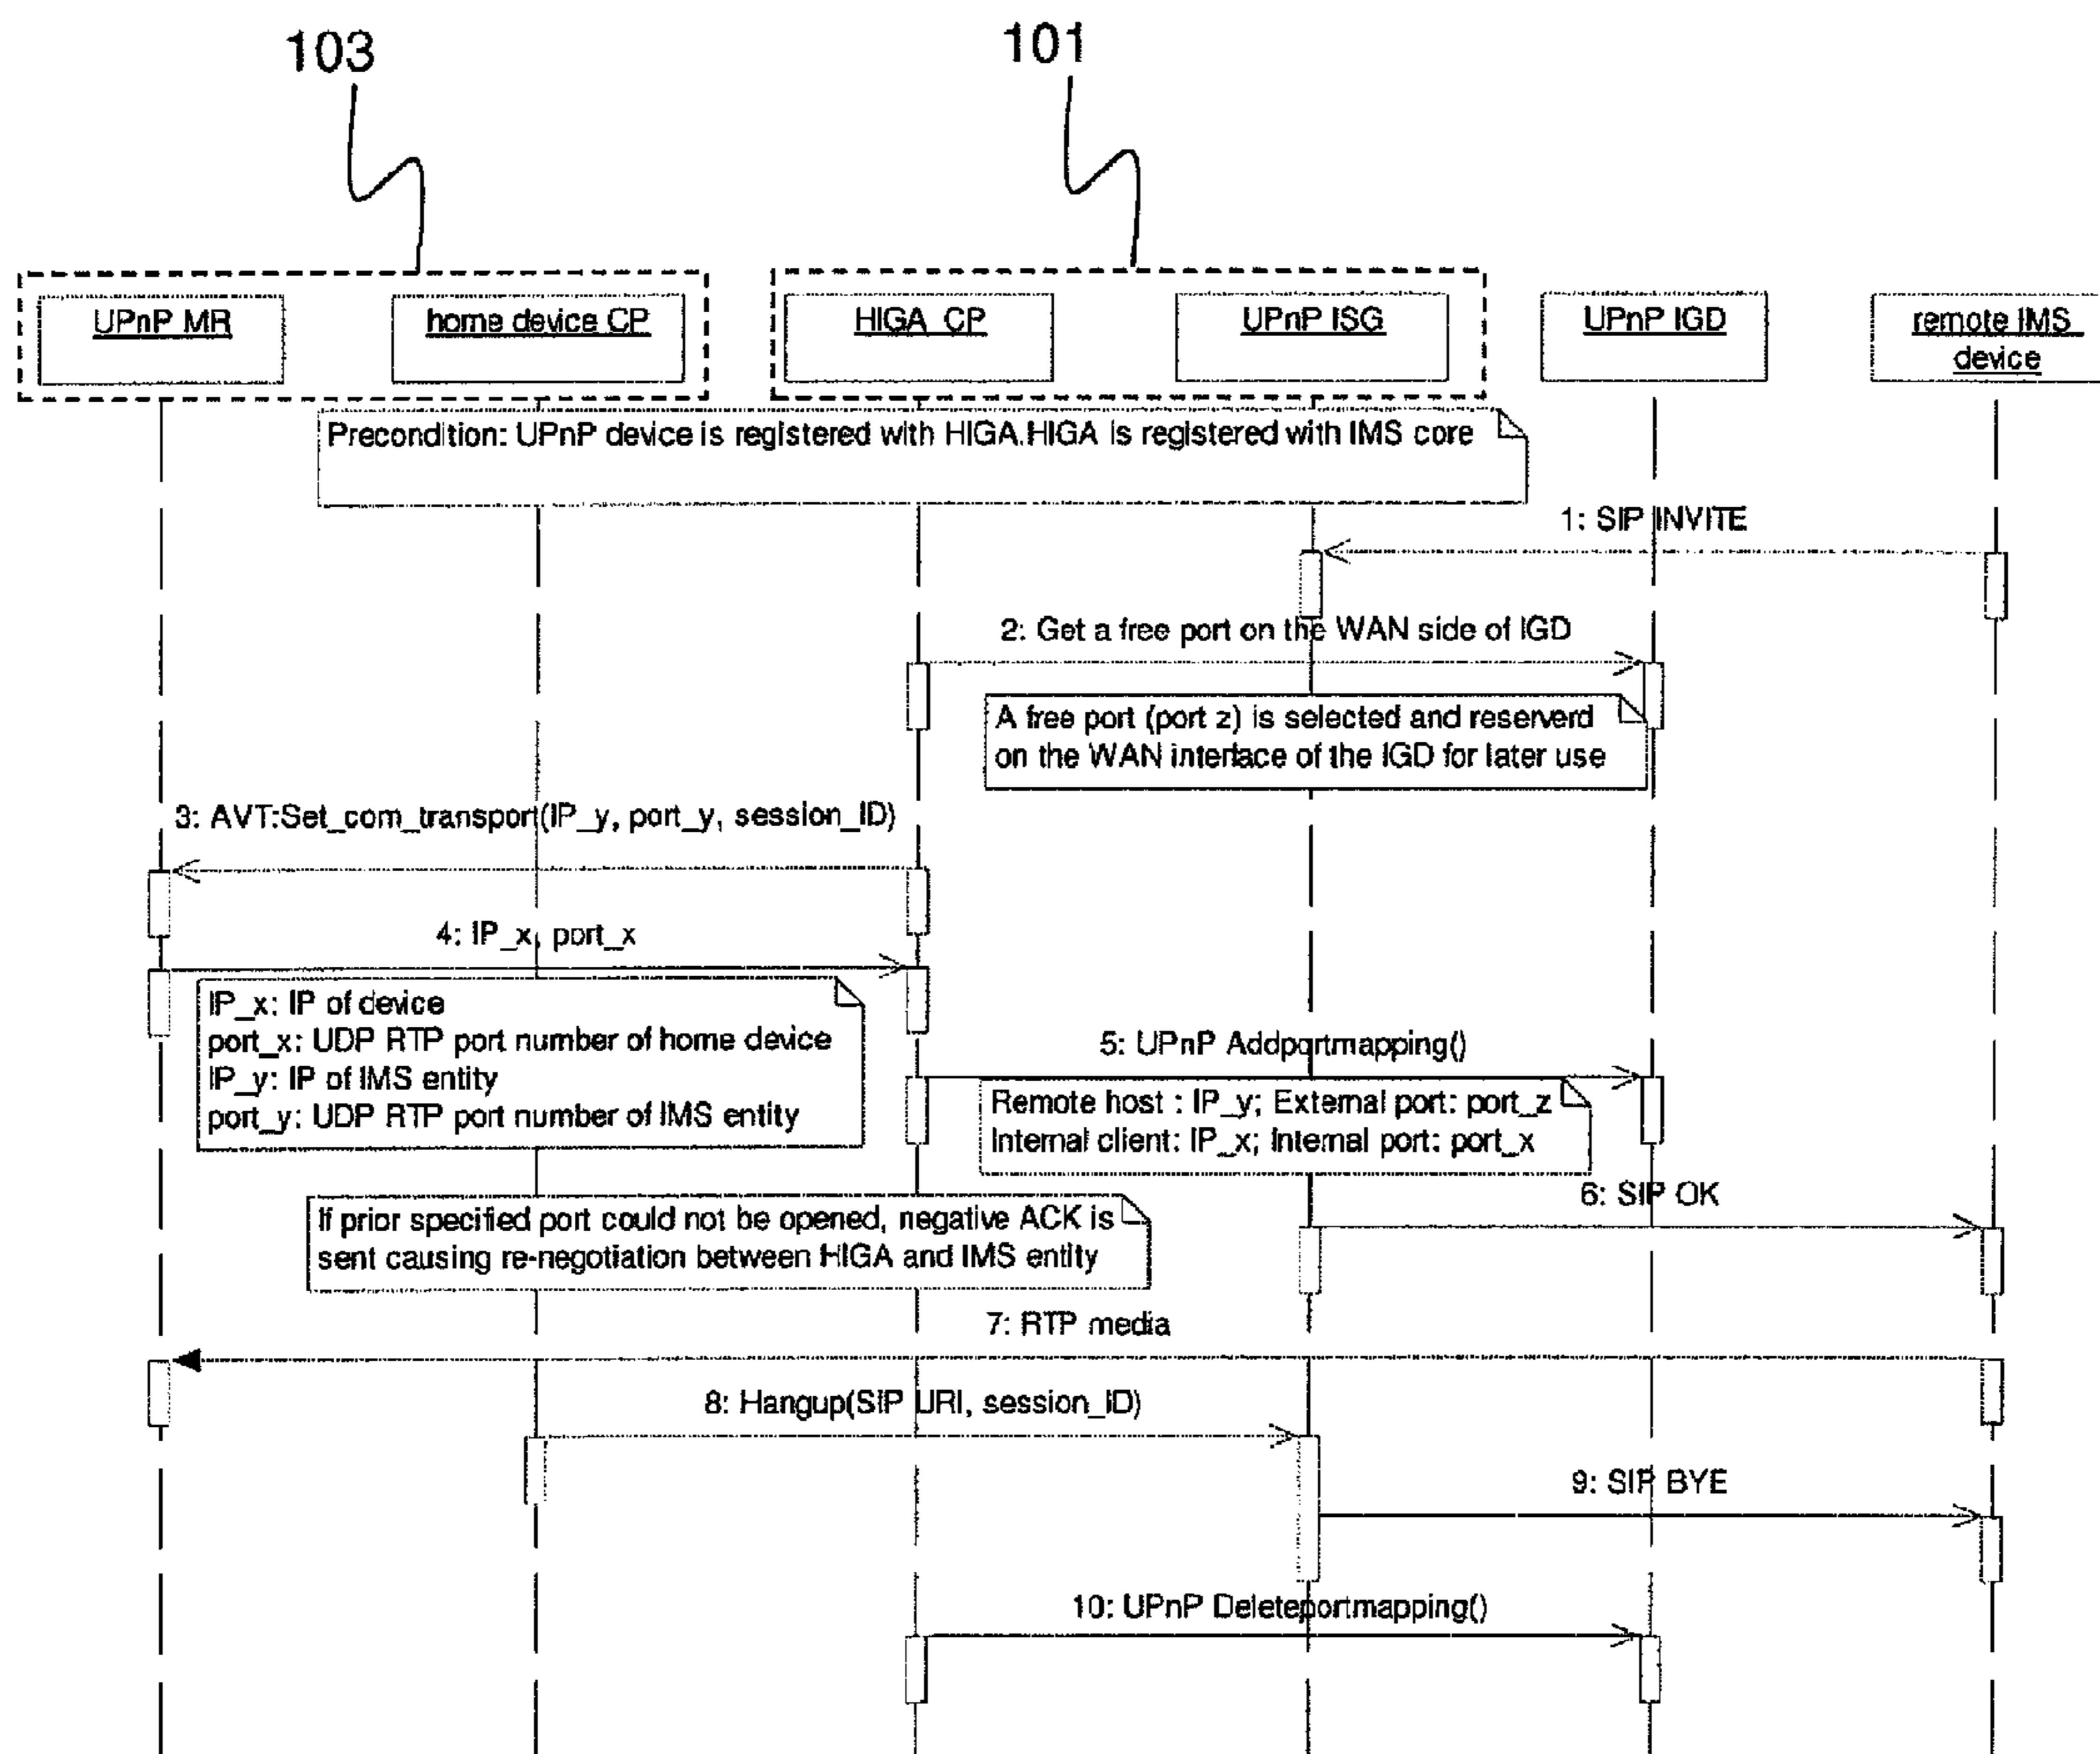 103
101
UPnP MR
home device CP
HIGA CP
UPnP ISG
UPnP IGD
remote IMS
device
Precondition: UPnP device is registered with HIGA.HIGA is registered with IMS core
1: SIP INVITE
2: Get a free port on the WAN side of IGD
A free port (port z) is selected and reserverd
on the WAN interface of the IGD for later use
3: AVT:Set_com_transport(IP_y, port_y, session_ID)
4: IP_x, port_x
IP_x: IP of device
port_x: UDP RTP port number of home device
IP_y: IP of IMS entity
port_y: UDP RTP port number of IMS entity
5: UPnP Addportmapping()
Remote host : IP_y; External port: port_z
Internal client: IP_x; Internal port: port_x
6: SIP OK
If prior specified port could not be opened, negative ACK is
sent causing re-negotiation between HIGA and IMS entity
7: RTP media
8: Hangup(SIP URI, session_ID)
9: SIP BYE
10: UPnP Deleteportmapping()